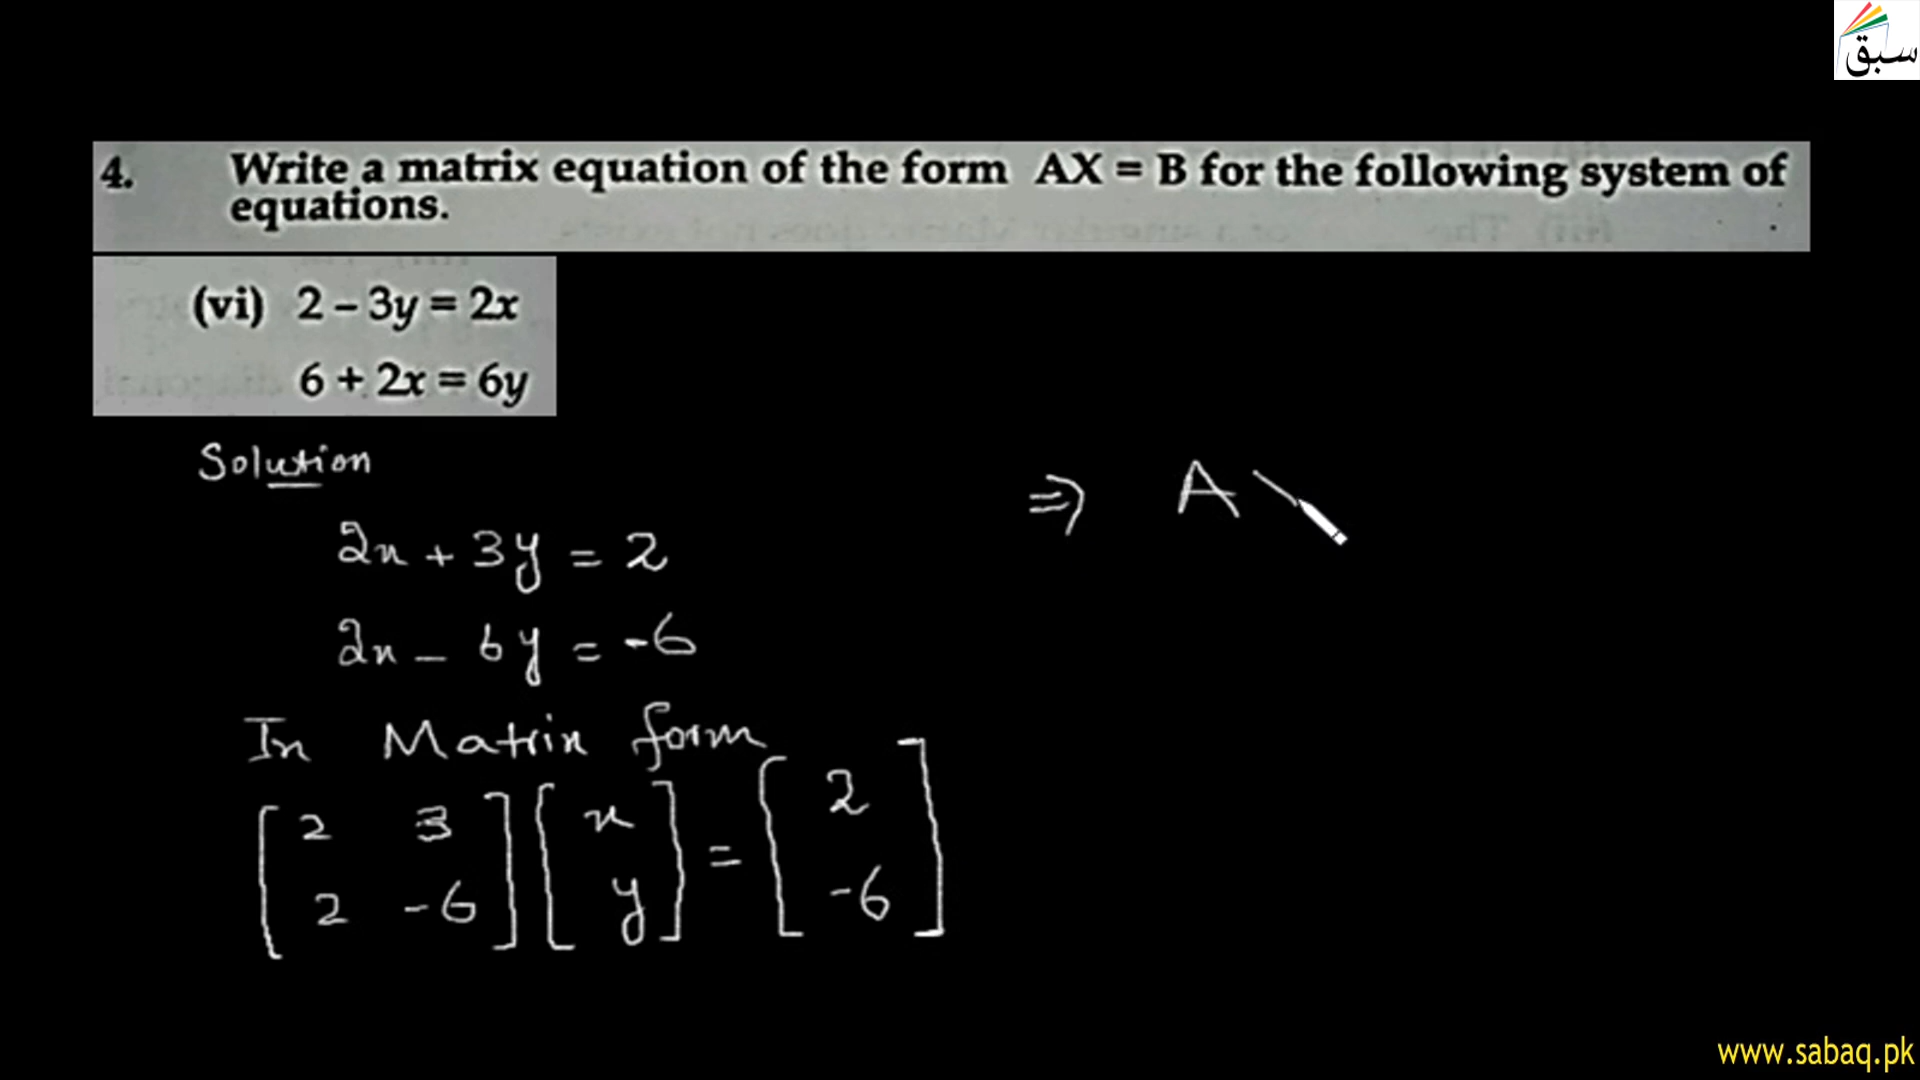 سبق
4. Write a matrix equation of the form AX = B for the following system of
equations.
(vi) 2 – 3y = 2x
6 + 2x = 6y
Solution
2x + 3y = 2
2x - 6y = -6
In Matrix form
[2 3] [x] = [2]
[2 -6] [y] [-6]
⇒ A
www.sabaq.pk